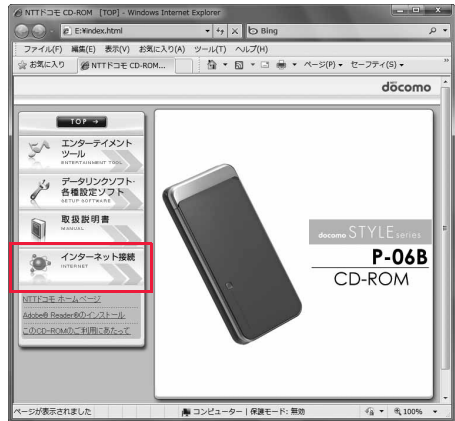 NTTドコモ CD-ROM [TOP] - Windows Internet Explorer
E:¥index.html
Bing
ファイル(F) 編集(E) 表示(V) お気に入り(A) ツール(T) ヘルプ(H)
お気に入り NTTドコモ CD-ROM... ページ(P) セーフティ(S)
döcomo
TOP
エンターテイメント
ツール
ENTERTAINMENT TOOL
データリンクソフト・
各種設定ソフト
SETUP SOFTWARE
取扱説明書
MANUAL
インターネット接続
INTERNET
NTTドコモ ホームページ
Adobe® Reader®のインストール
このCD-ROMのご利用にあたって
docomo STYLE series
P-06B
CD-ROM
ページが表示されました コンピューター | 保護モード: 無効 100%